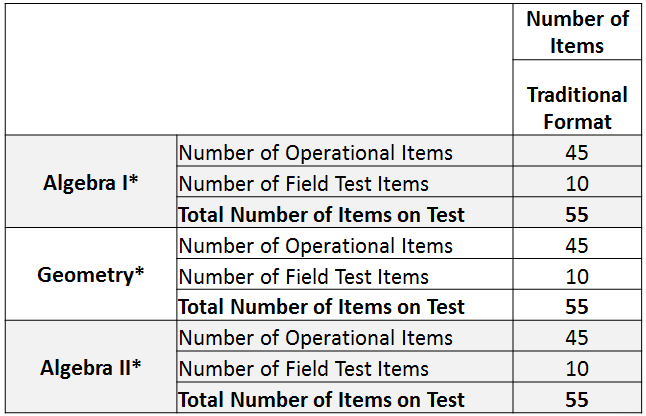 Number of
Items
Traditional
Format
Algebra I*
Number of Operational Items 45
Number of Field Test Items 10
Total Number of Items on Test 55
Geometry*
Number of Operational Items 45
Number of Field Test Items 10
Total Number of Items on Test 55
Algebra II*
Number of Operational Items 45
Number of Field Test Items 10
Total Number of Items on Test 55